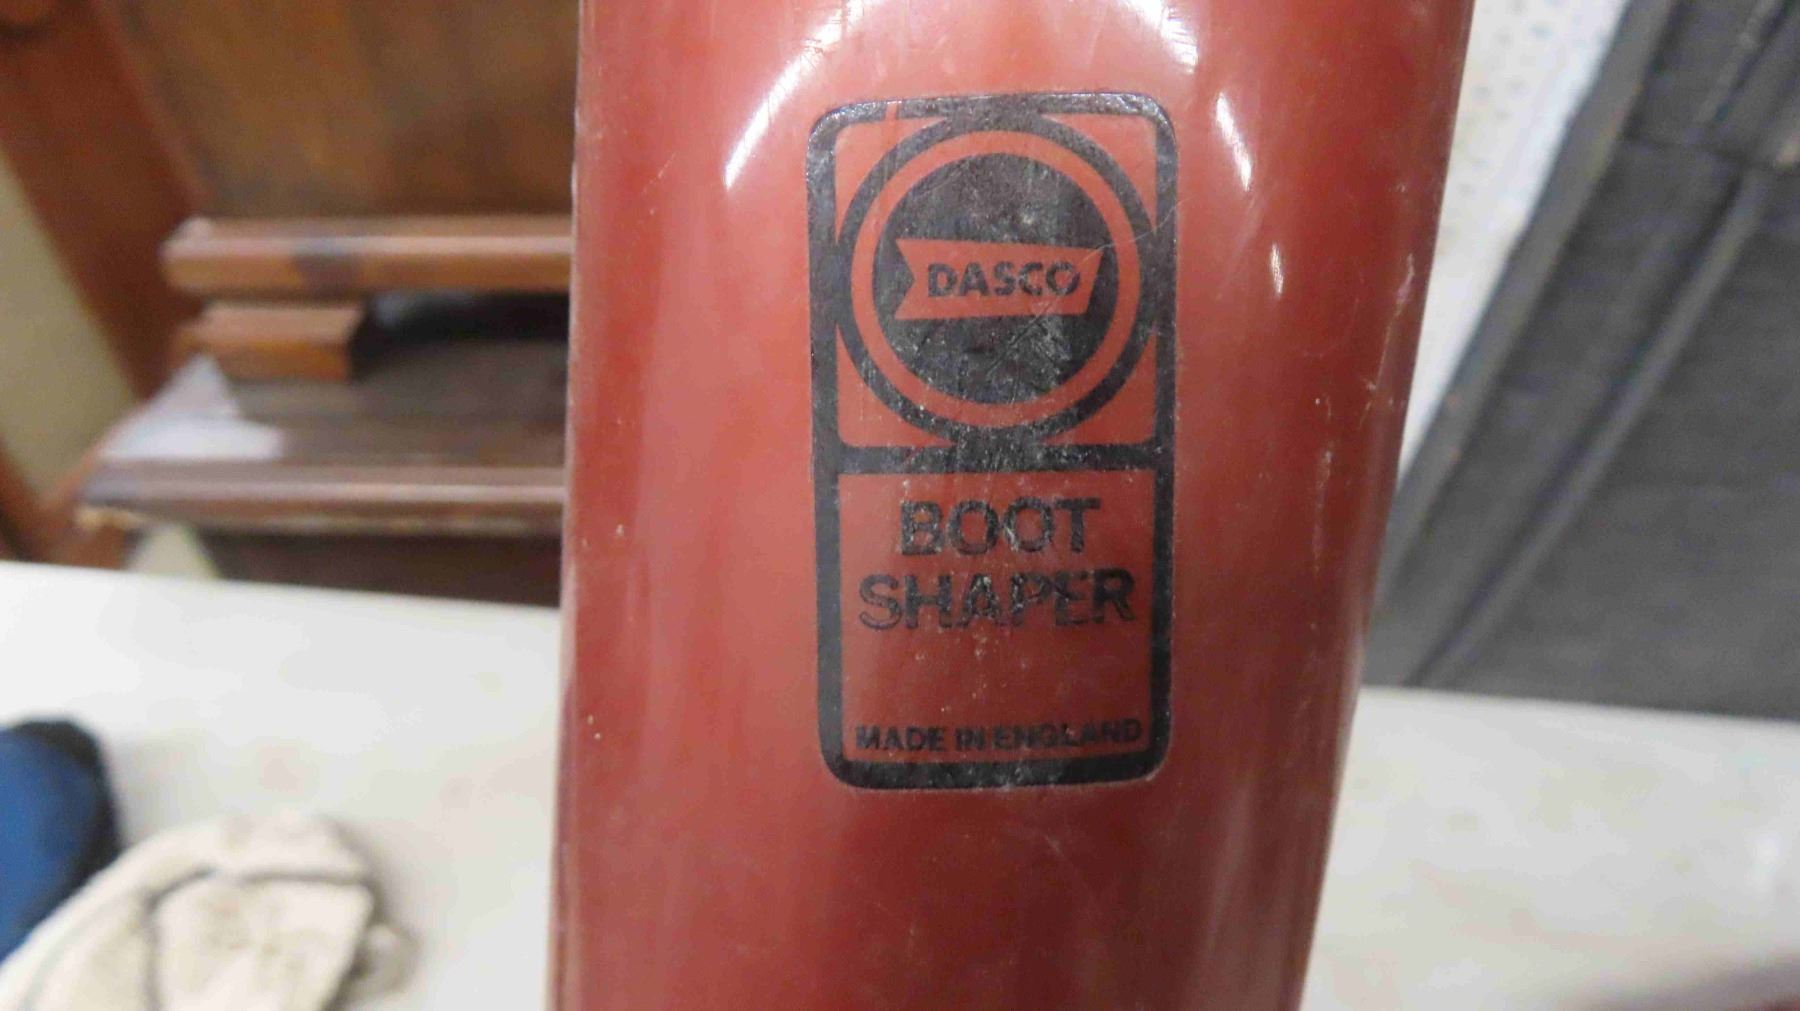 DASCO
BOOT
SHAPER
MADE IN ENGLAND